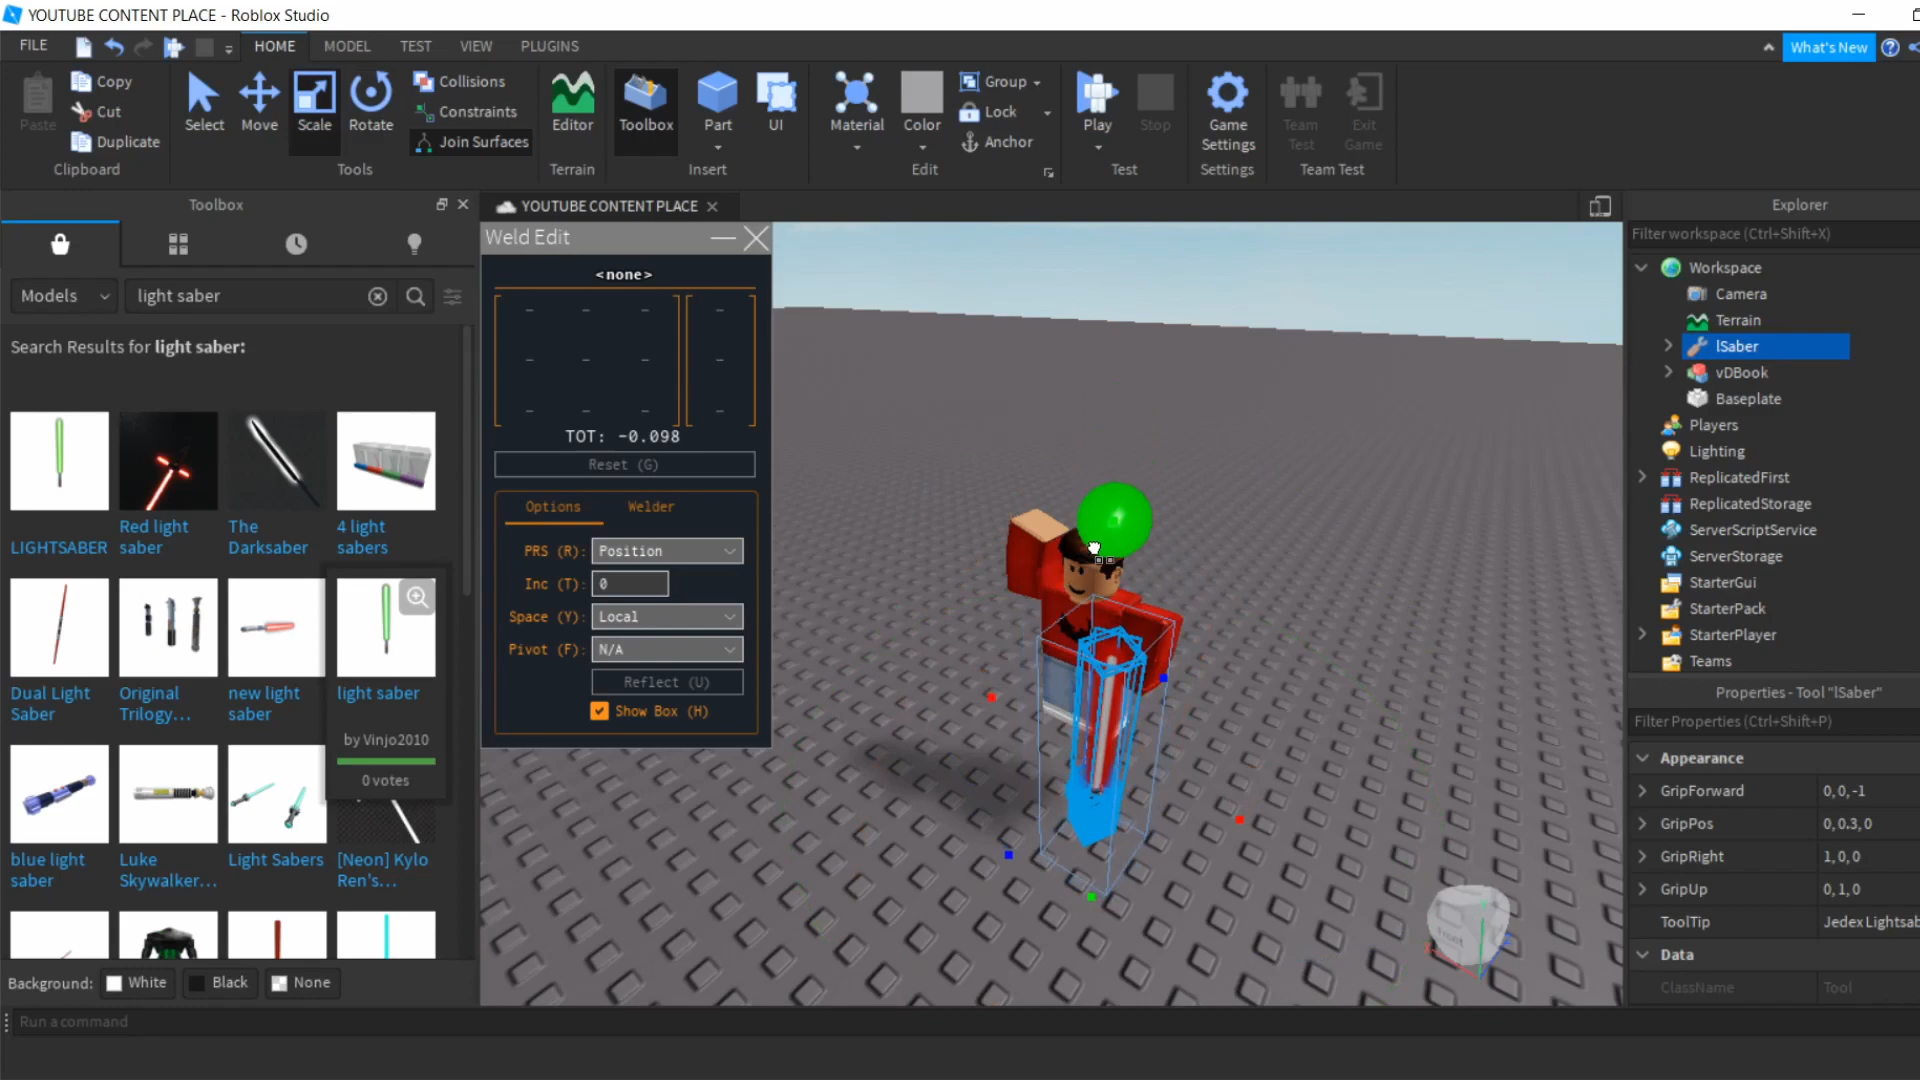 YOUTUBE CONTENT PLACE - Roblox Studio
FILE
HOME
MODEL
TEST
VIEW
PLUGINS
What's New
Paste
Copy
Cut
Duplicate
Clipboard
Select
Move
Scale
Rotate
Collisions
Constraints
Join Surfaces
Tools
Editor
Terrain
Toolbox
Part
UI
Insert
Material
Color
Group
Lock
Anchor
Edit
Play
Stop
Test
Game Settings
Settings
Team Test
Exit Game
Team Test
Toolbox
Models
light saber
Search Results for light saber:
LIGHTSABER
Red light saber
The Darksaber
4 light sabers
Dual Light Saber
Original Trilogy...
new light saber
light saber
by Vinjo2010
0 votes
blue light saber
Luke Skywalker...
Light Sabers
[Neon] Kylo Ren's...
Background:
White
Black
None
Run a command
YOUTUBE CONTENT PLACE
Weld Edit
<none>
TOT: -0.098
Reset (G)
Options
Welder
PRS (R): Position
Inc (T): 0
Space (Y): Local
Pivot (F): N/A
Reflect (U)
Show Box (H)
Front
Explorer
Filter workspace (Ctrl+Shift+X)
Workspace
Camera
Terrain
lSaber
vDBook
Baseplate
Players
Lighting
ReplicatedFirst
ReplicatedStorage
ServerScriptService
ServerStorage
StarterGui
StarterPack
StarterPlayer
Teams
Properties - Tool "lSaber"
Filter Properties (Ctrl+Shift+P)
Appearance
GripForward 0,0,-1
GripPos 0,0.3,0
GripRight 1,0,0
GripUp 0,1,0
ToolTip Jedex Lightsab
Data
ClassName Tool